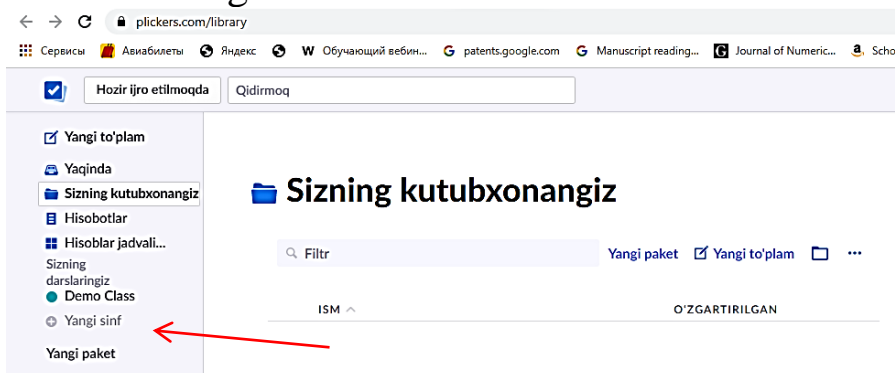 plickers.com/library
Сервисы Авиабилеты Яндекс W Обучающий вебин... G patents.google.com G Manuscript reading... Journal of Numeric... a. Scho
Hozir ijro etilmoqda Qidirmoq
Yangi to'plam
Yaqinda
Sizning kutubxonangiz
Hisobotlar
Hisoblar jadvali...
Sizning
darslaringiz
Demo Class
Yangi sinf
Yangi paket
Sizning kutubxonangiz
Filtr Yangi paket Yangi to'plam
ISM O'ZGARTIRILGAN